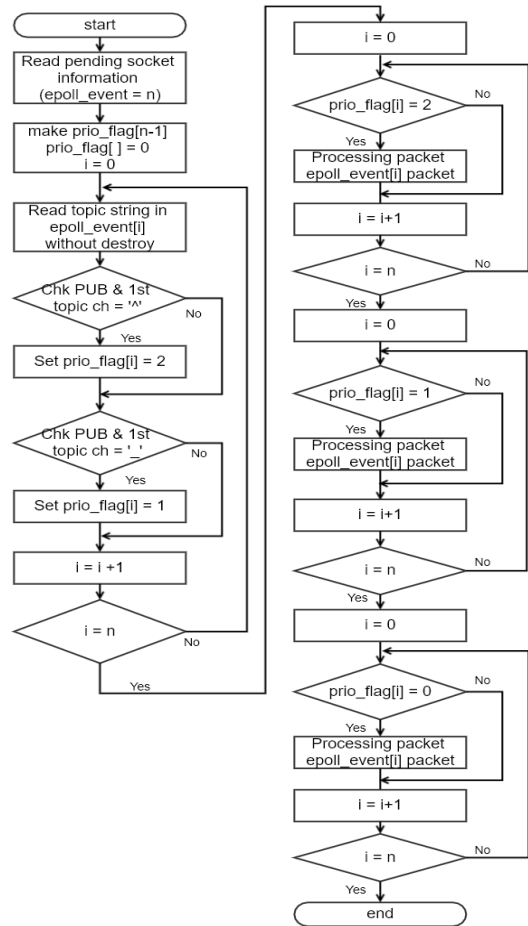 start
Read pending socket
information
(epoll_event = n)
make prio_flag[n-1]
prio_flag[ ] = 0
i = 0
Read topic string in
epoll_event[i]
without destroy
Chk PUB & 1st
topic ch = '^'
No
Yes
Set prio_flag[i] = 2
Chk PUB & 1st
topic ch = '_'
No
Yes
Set prio_flag[i] = 1
i = i +1
i = n
No
Yes
i = 0
prio_flag[i] = 2
No
Yes
Processing packet
epoll_event[i] packet
i = i+1
i = n
No
Yes
i = 0
prio_flag[i] = 1
No
Yes
Processing packet
epoll_event[i] packet
i = i+1
i = n
No
Yes
i = 0
prio_flag[i] = 0
No
Yes
Processing packet
epoll_event[i] packet
i = i+1
i = n
No
Yes
end